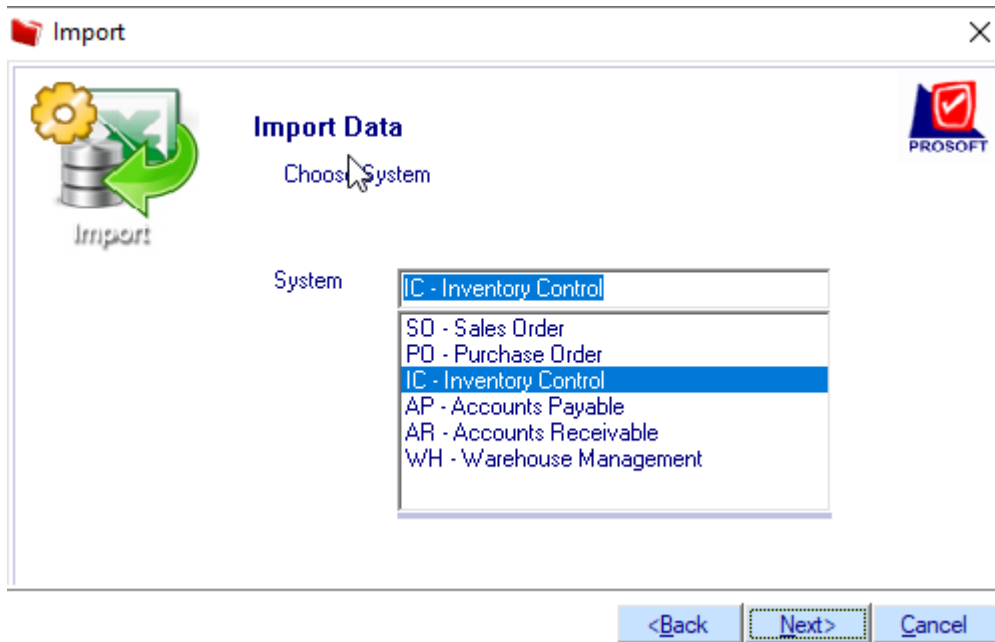 Import
Import Data
Choose System
PROSOFT
Import
System
IC - Inventory Control
SO - Sales Order
PO - Purchase Order
IC - Inventory Control
AP - Accounts Payable
AR - Accounts Receivable
WH - Warehouse Management
<Back
Next>
Cancel